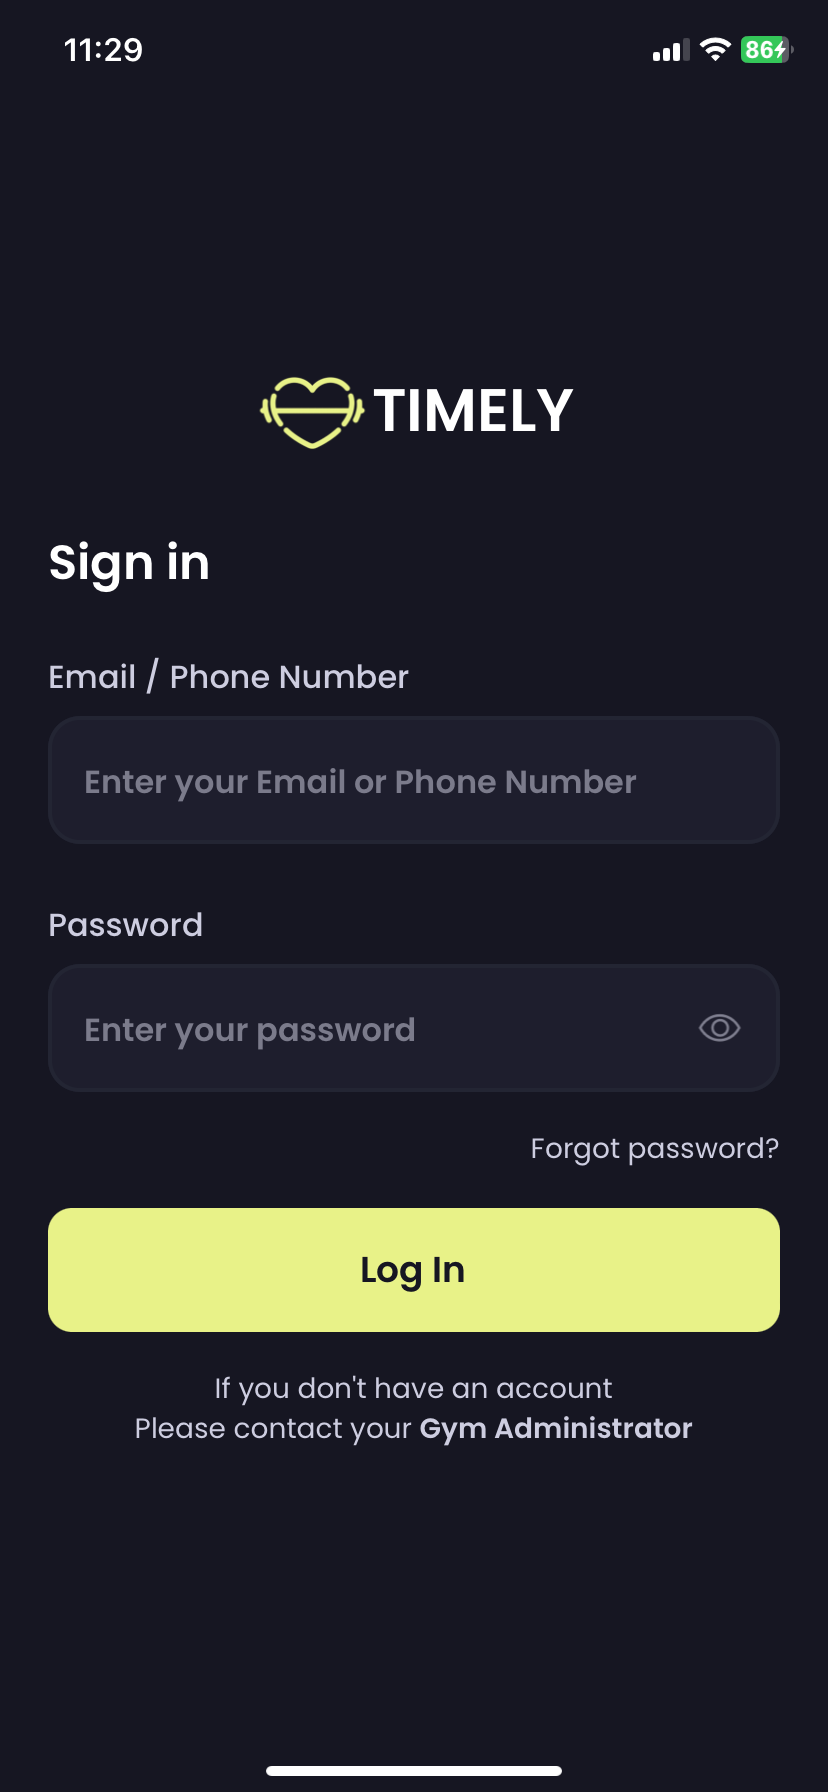 11:29
86
TIMELY
Sign in
Email / Phone Number
Enter your Email or Phone Number
Password
Enter your password
Forgot password?
Log In
If you don't have an account
Please contact your Gym Administrator